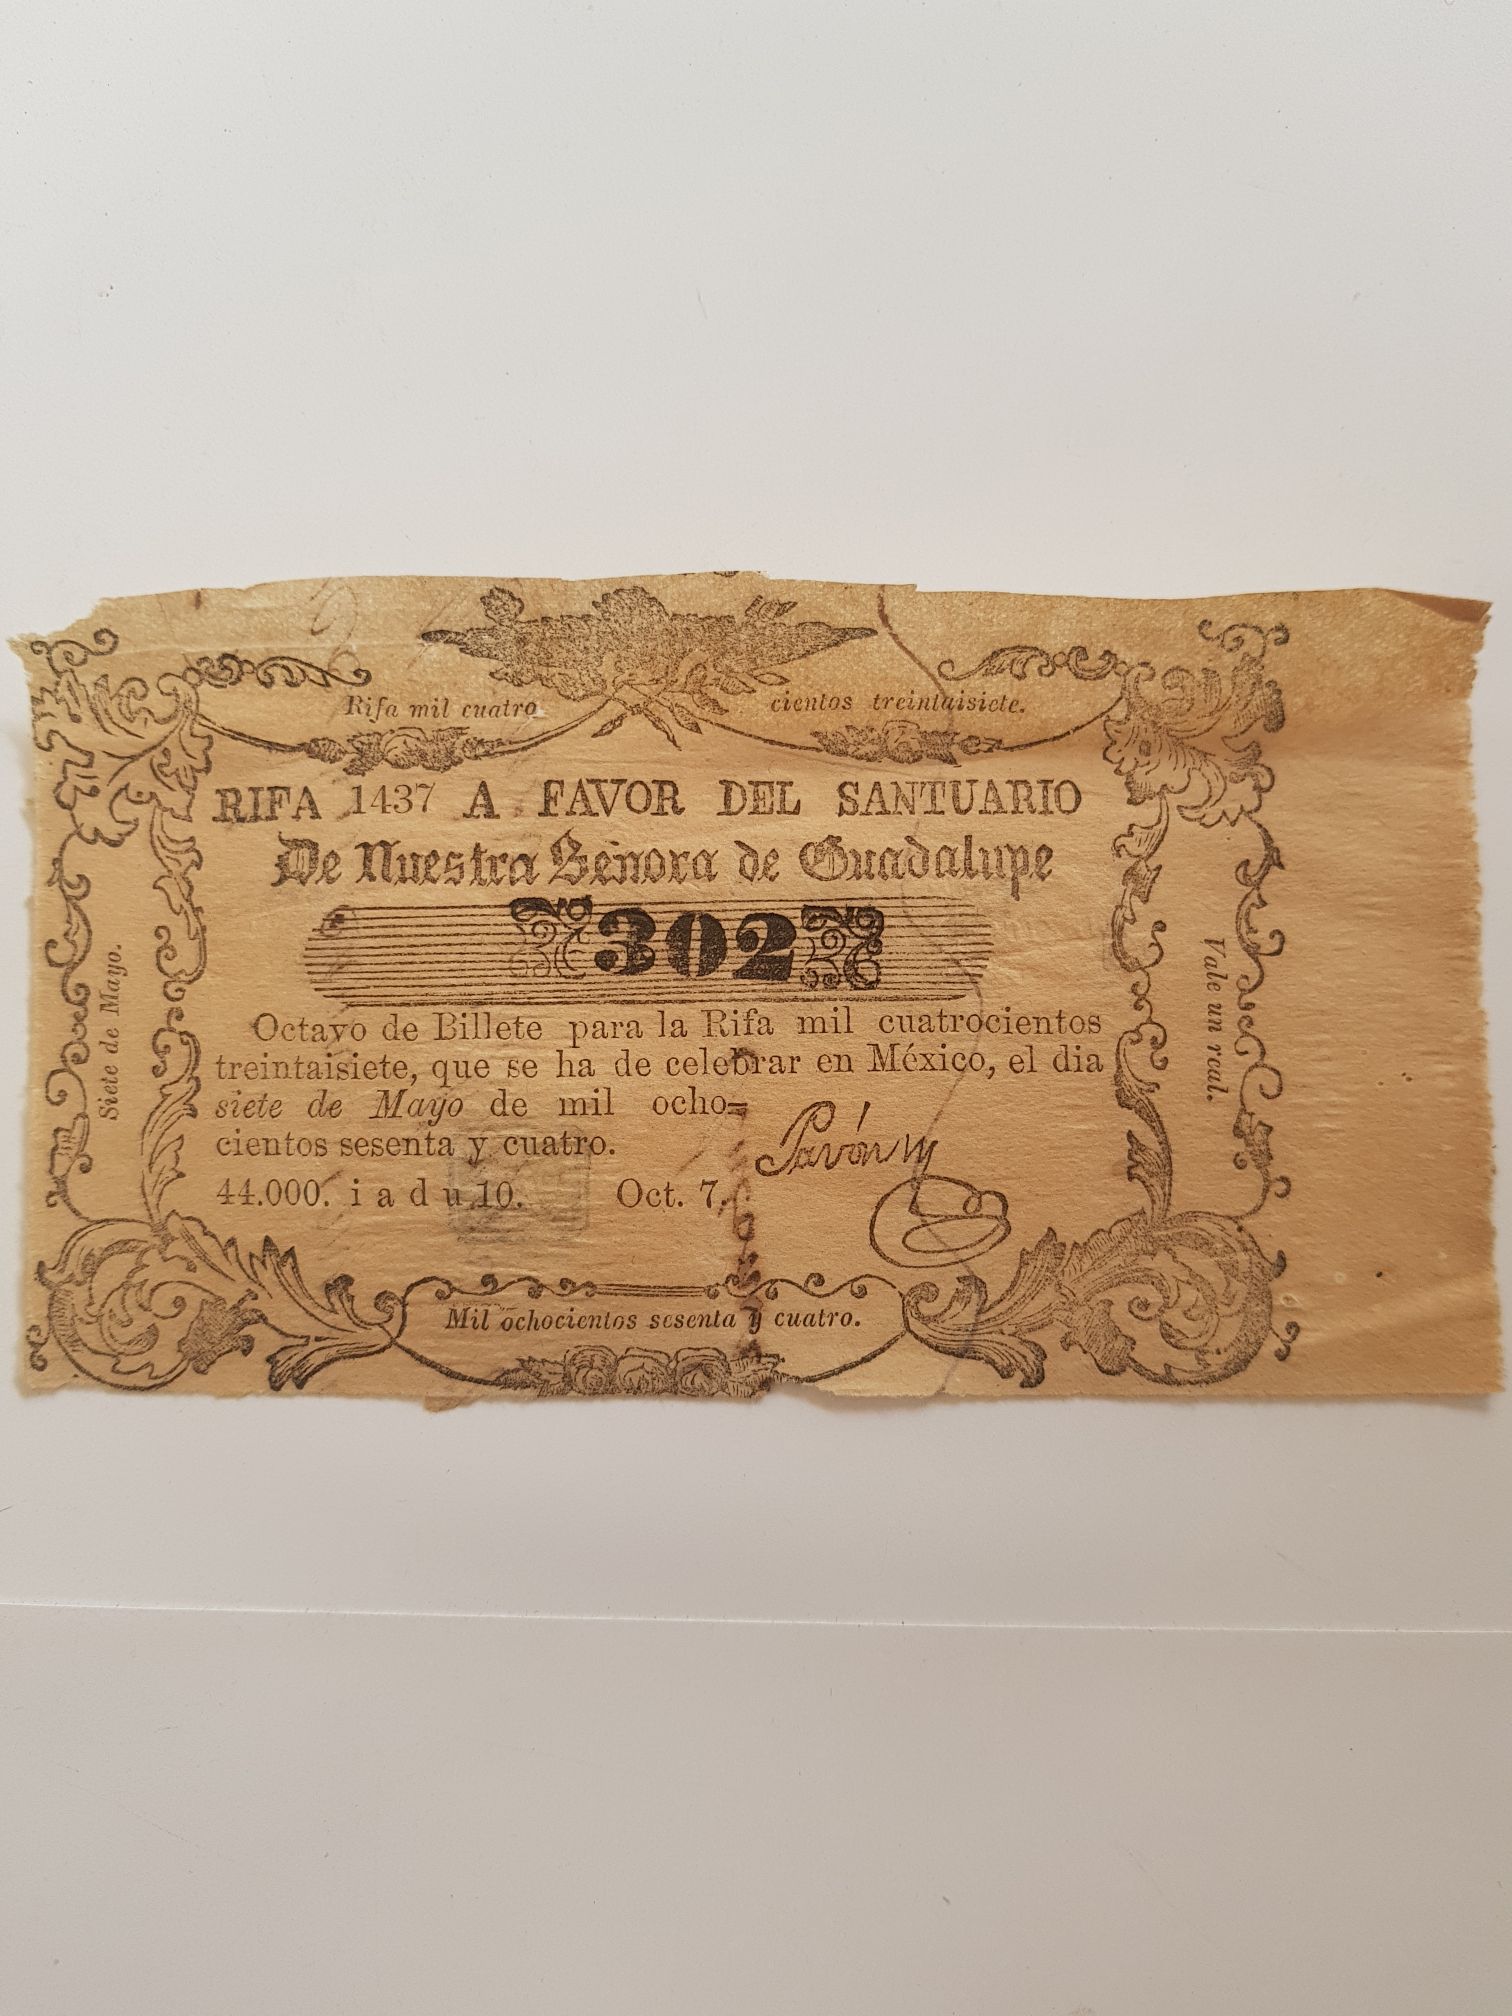 Rifa mil cuatro cientos treintaisiete.
RIFA 1437 A FAVOR DEL SANTUARIO
De Nuestra Señora de Guadalupe
302
Octavo de Billete para la Rifa mil cuatrocientos
treintaisiete, que se ha de celebrar en México, el dia
siete de Mayo de mil ocho=
cientos sesenta y cuatro.
44.000. i a d u 10. Oct. 7.
Pavón
Mil ochocientos sesenta y cuatro.
Siete de Mayo.
Vale un real.